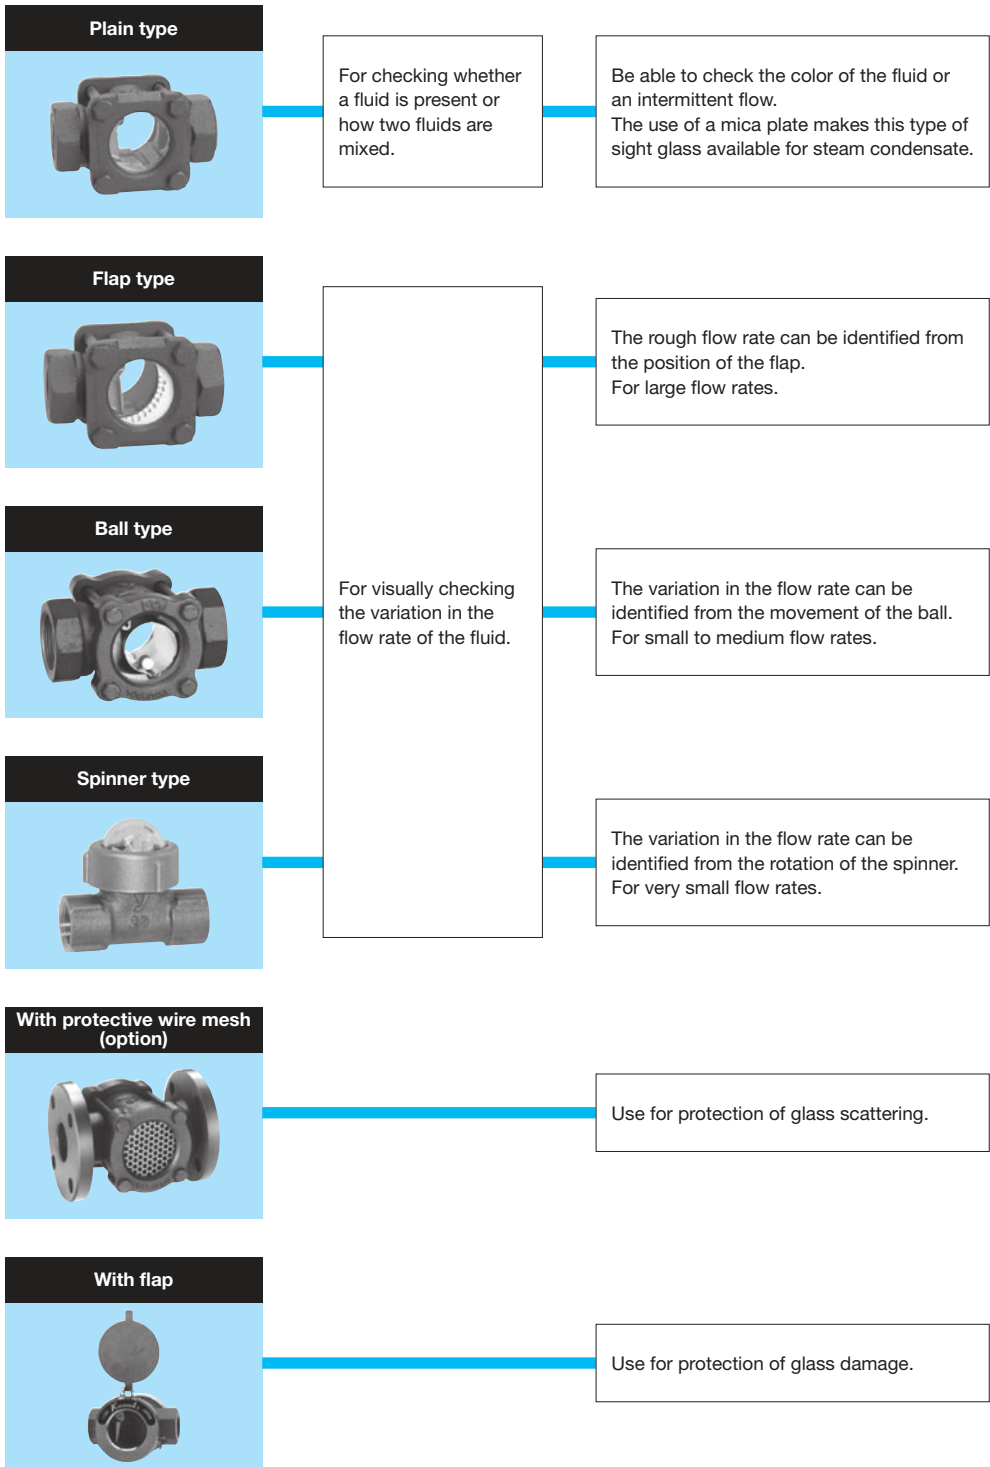 Plain type
For checking whether
a fluid is present or
how two fluids are
mixed.
Be able to check the color of the fluid or
an intermittent flow.
The use of a mica plate makes this type of
sight glass available for steam condensate.
Flap type
The rough flow rate can be identified from
the position of the flap.
For large flow rates.
Ball type
For visually checking
the variation in the
flow rate of the fluid.
The variation in the flow rate can be
identified from the movement of the ball.
For small to medium flow rates.
Spinner type
The variation in the flow rate can be
identified from the rotation of the spinner.
For very small flow rates.
With protective wire mesh
(option)
Use for protection of glass scattering.
With flap
Use for protection of glass damage.